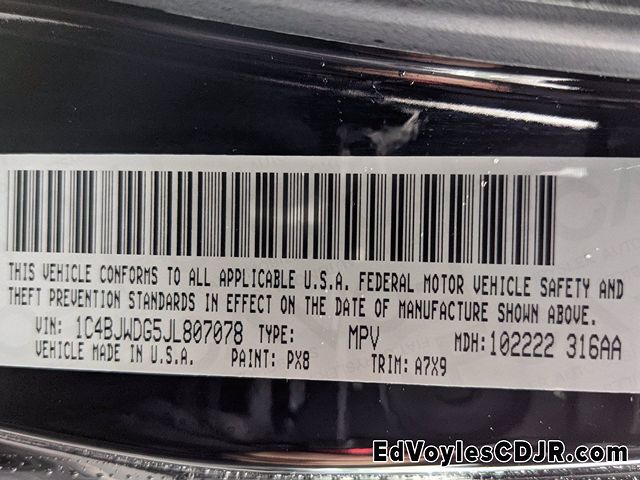 THIS VEHICLE CONFORMS TO ALL APPLICABLE U.S.A. FEDERAL MOTOR VEHICLE SAFETY AND
THEFT PREVENTION STANDARDS IN EFFECT ON THE DATE OF MANUFACTURE SHOWN ABOVE.
VIN: 1C4BJWDG5JL807078 TYPE: MPV MDH: 102222 316AA
VEHICLE MADE IN U.S.A. PAINT: PX8 TRIM: A7X9
EdVoylesCDJR.com